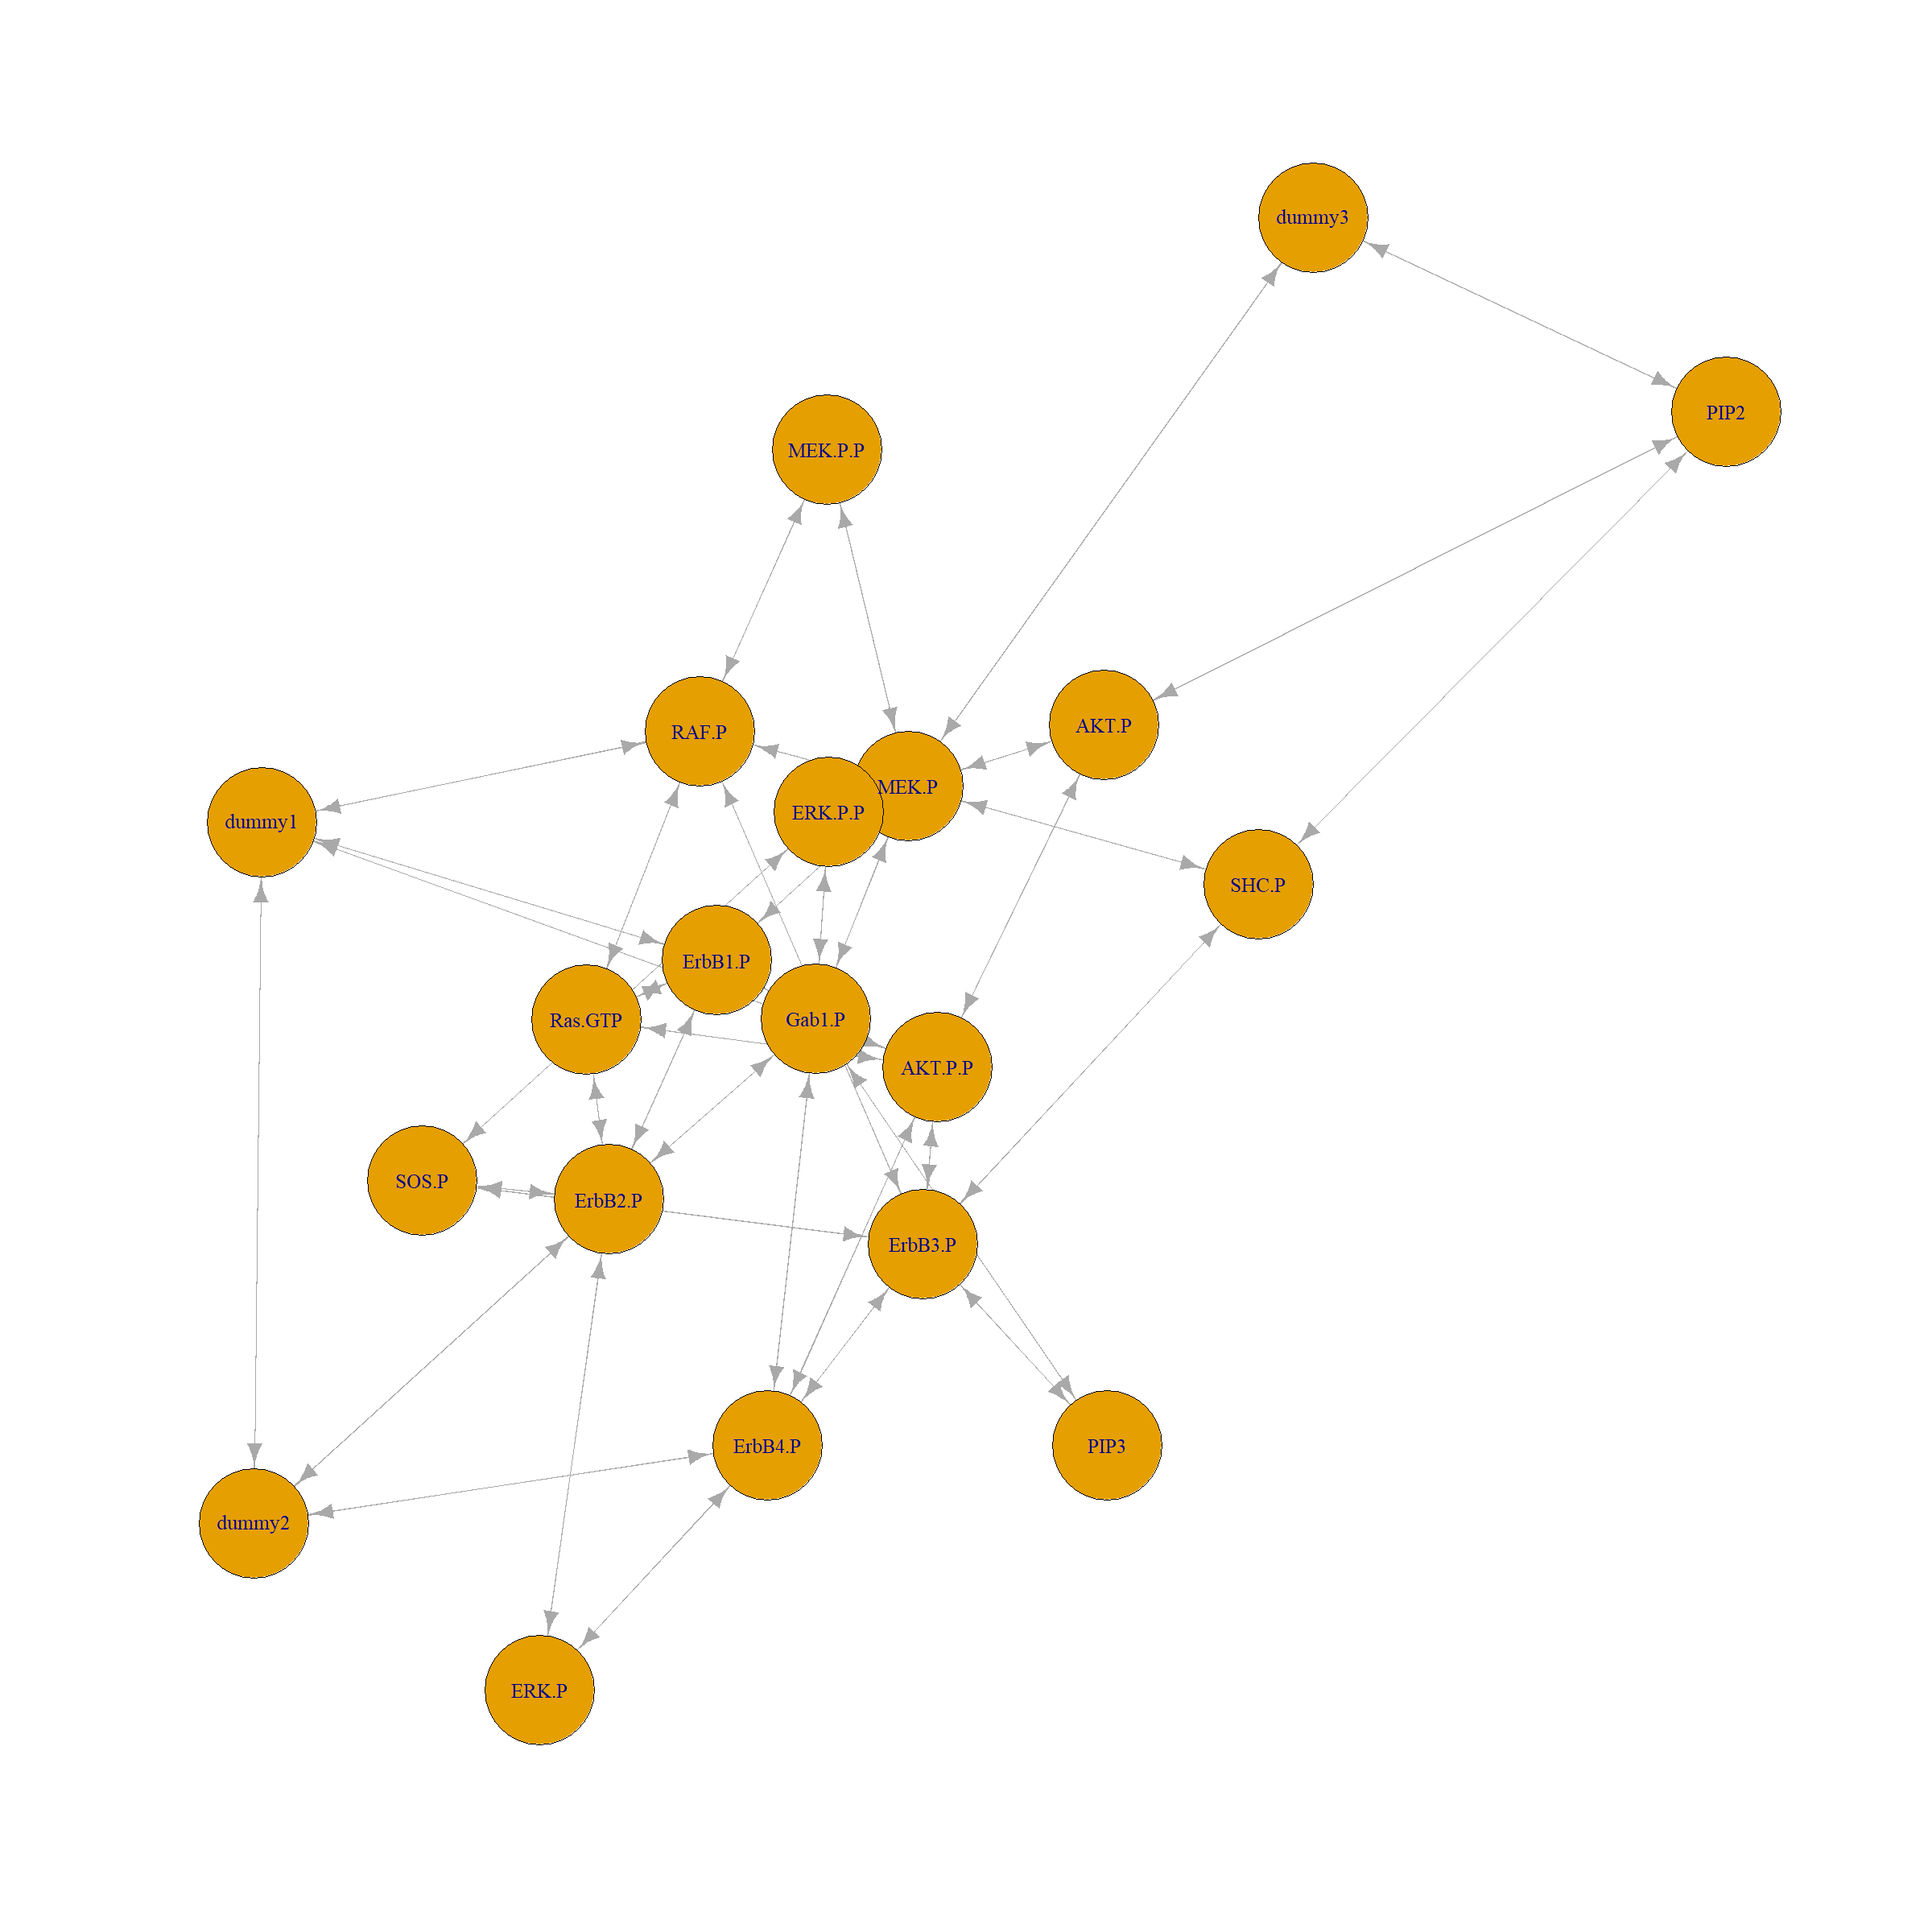 dummy3
PIP2
MEK.P.P
AKT.P
RAF.P
MEK.P
ERK.P.P
dummy1
SHC.P
ErbB1.P
Gab1.P
Ras.GTP
AKT.P.P
SOS.P
ErbB2.P
ErbB3.P
ErbB4.P
PIP3
dummy2
ERK.P